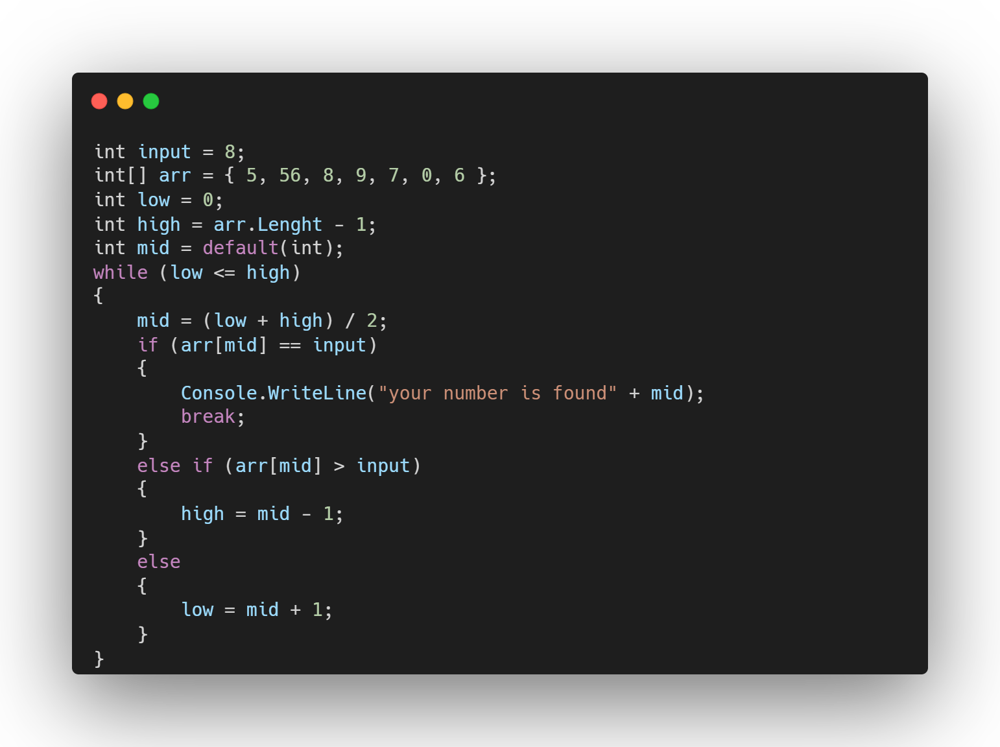 int input = 8;
int[] arr = { 5, 56, 8, 9, 7, 0, 6 };
int low = 0;
int high = arr.Lenght - 1;
int mid = default(int);
while (low <= high)
{
    mid = (low + high) / 2;
    if (arr[mid] == input)
    {
        Console.WriteLine("your number is found" + mid);
        break;
    }
    else if (arr[mid] > input)
    {
        high = mid - 1;
    }
    else
    {
        low = mid + 1;
    }
}